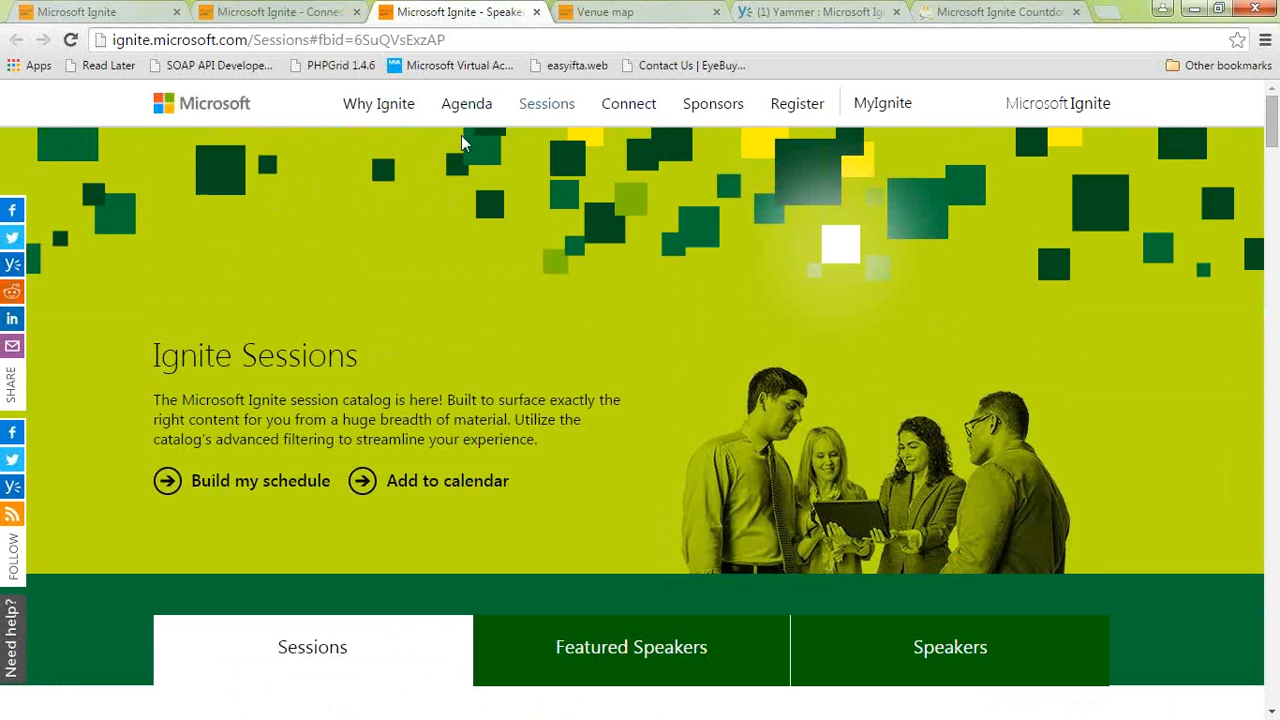 Microsoft Ignite
Microsoft Ignite - Connec
Microsoft Ignite - Speake
Venue map
(1) Yammer: Microsoft Ig
Microsoft Ignite Countdo
ignite.microsoft.com/Sessions#fbid=6SuQVsExzAP
Apps
Read Later
SOAP API Develope...
PHPGrid 1.4.6
Microsoft Virtual Ac...
easyifta.web
Contact Us | EyeBuy...
Other bookmarks
Microsoft
Why Ignite
Agenda
Sessions
Connect
Sponsors
Register
MyIgnite
Microsoft Ignite
SHARE
FOLLOW
Need help?
Ignite Sessions
The Microsoft Ignite session catalog is here! Built to surface exactly the
right content for you from a huge breadth of material. Utilize the
catalog's advanced filtering to streamline your experience.
Build my schedule
Add to calendar
Sessions
Featured Speakers
Speakers